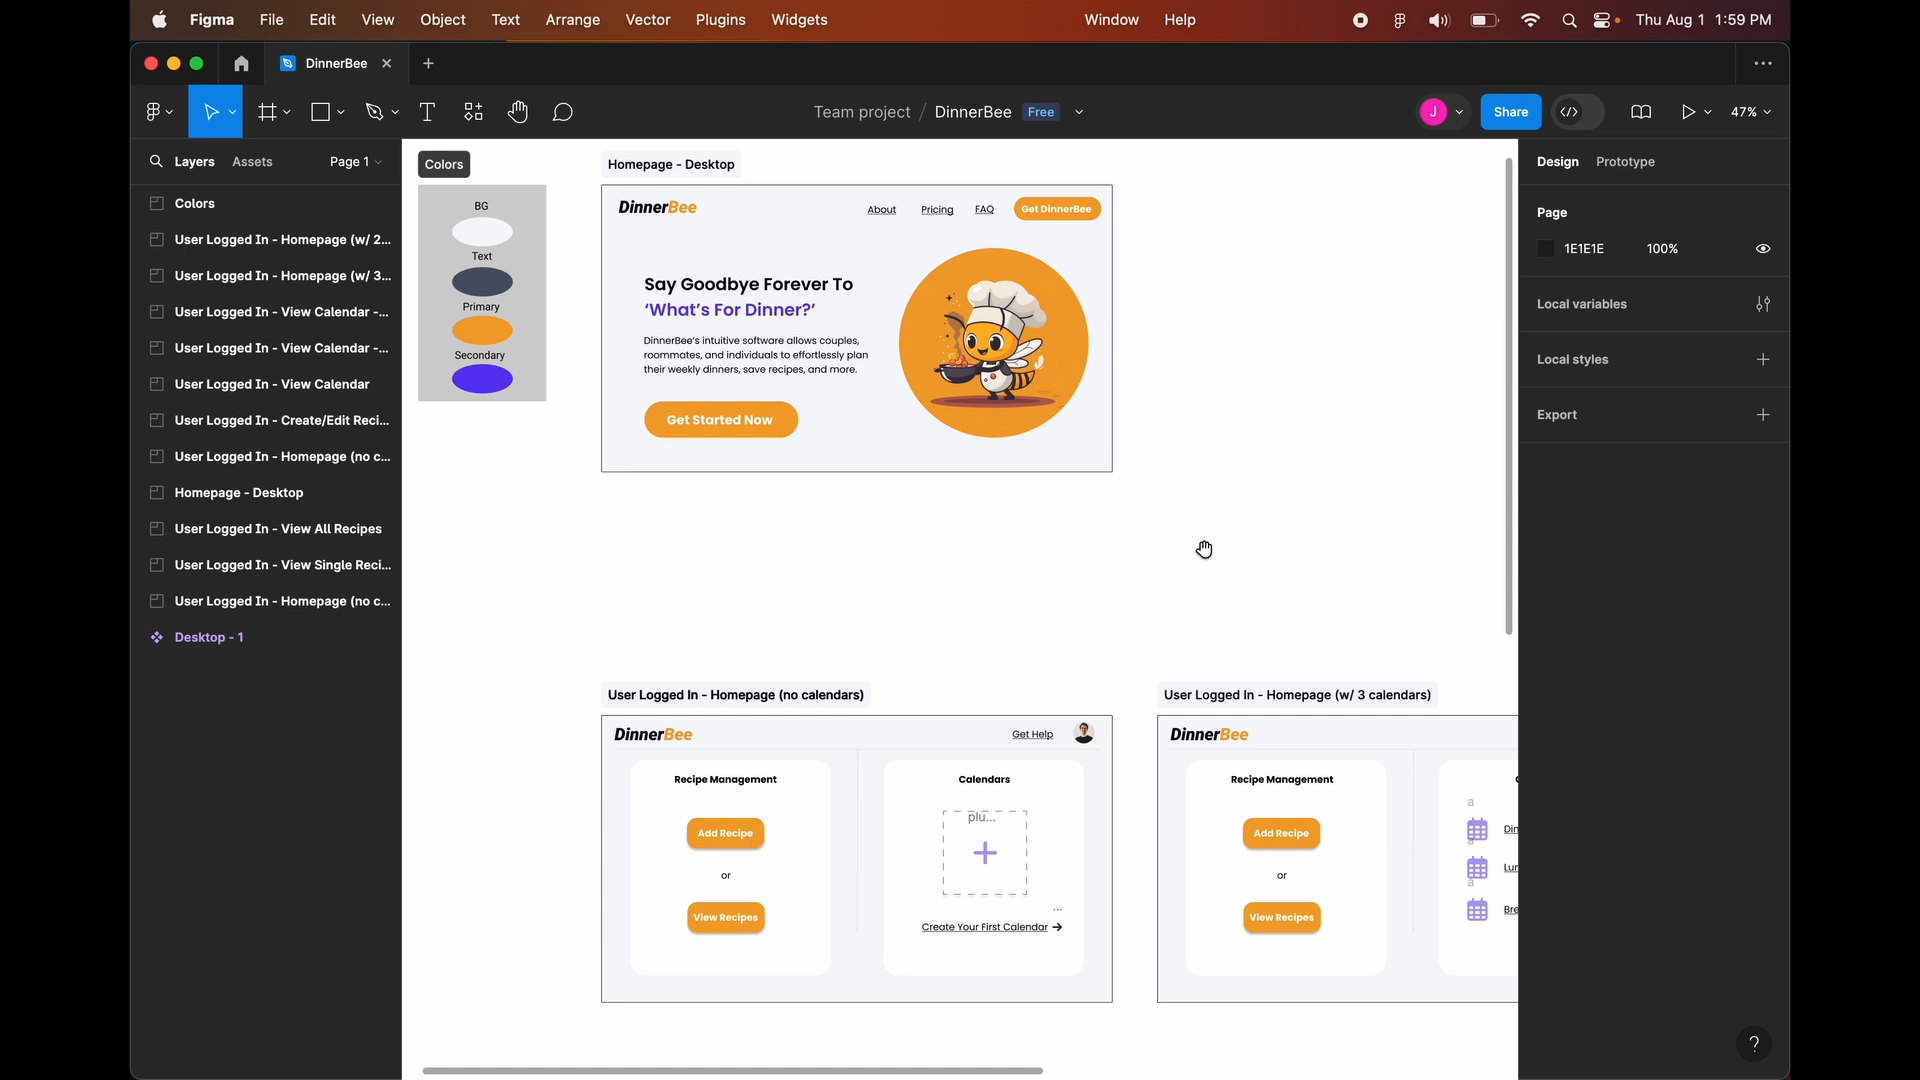 Figma File Edit View Object Text Arrange Vector Plugins Widgets Window Help Thu Aug 1 1:59 PM
DinnerBee
Team project / DinnerBee Free
J
Share
47%
Layers Assets Page 1
Colors
User Logged In - Homepage (w/ 2...
User Logged In - Homepage (w/ 3...
User Logged In - View Calendar -...
User Logged In - View Calendar -...
User Logged In - View Calendar
User Logged In - Create/Edit Reci...
User Logged In - Homepage (no c...
Homepage - Desktop
User Logged In - View All Recipes
User Logged In - View Single Reci...
User Logged In - Homepage (no c...
Desktop - 1
Colors
BG
Text
Primary
Secondary
Homepage - Desktop
DinnerBee
About Pricing FAQ Get DinnerBee
Say Goodbye Forever To
‘What’s For Dinner?’
DinnerBee’s intuitive software allows couples,
roommates, and individuals to effortlessly plan
their weekly dinners, save recipes, and more.
Get Started Now
User Logged In - Homepage (no calendars)
DinnerBee
Get Help
Recipe Management
Add Recipe
or
View Recipes
Calendars
plu...
...
Create Your First Calendar
User Logged In - Homepage (w/ 3 calendars)
DinnerBee
Recipe Management
Add Recipe
or
View Recipes
a
Din
a
Lur
a
Bre
Design Prototype
Page
1E1E1E 100%
Local variables
Local styles
Export
?